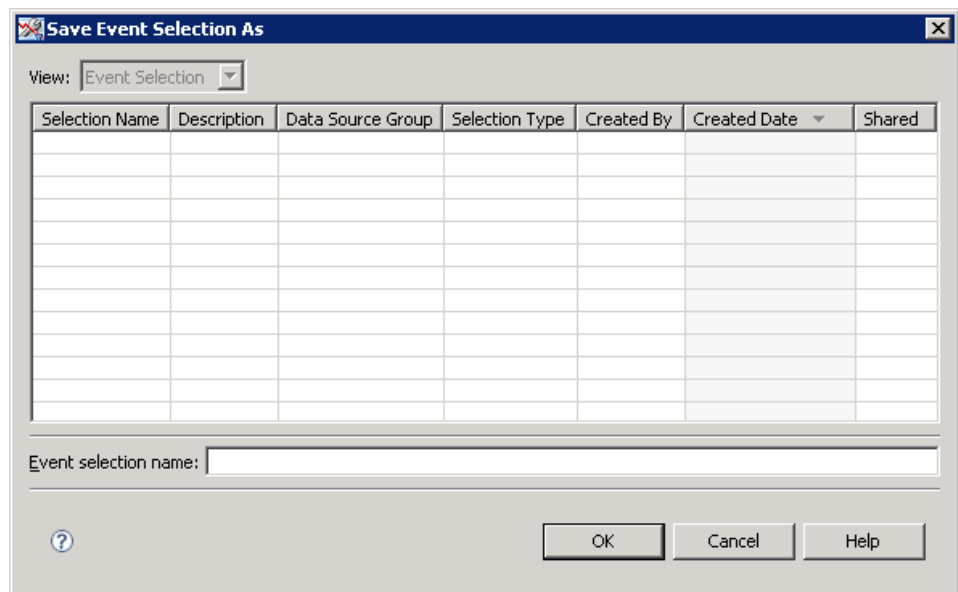 Save Event Selection As
View: Event Selection
Selection Name Description Data Source Group Selection Type Created By Created Date Shared
Event selection name:
? OK Cancel Help